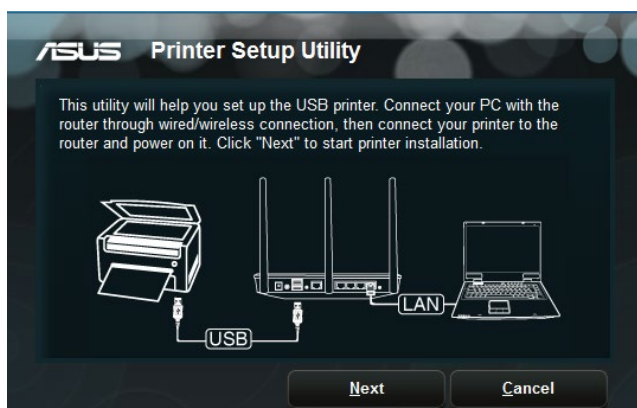 ASUS Printer Setup Utility
This utility will help you set up the USB printer. Connect your PC with the
router through wired/wireless connection, then connect your printer to the
router and power on it. Click "Next" to start printer installation.
LAN
USB
Next Cancel